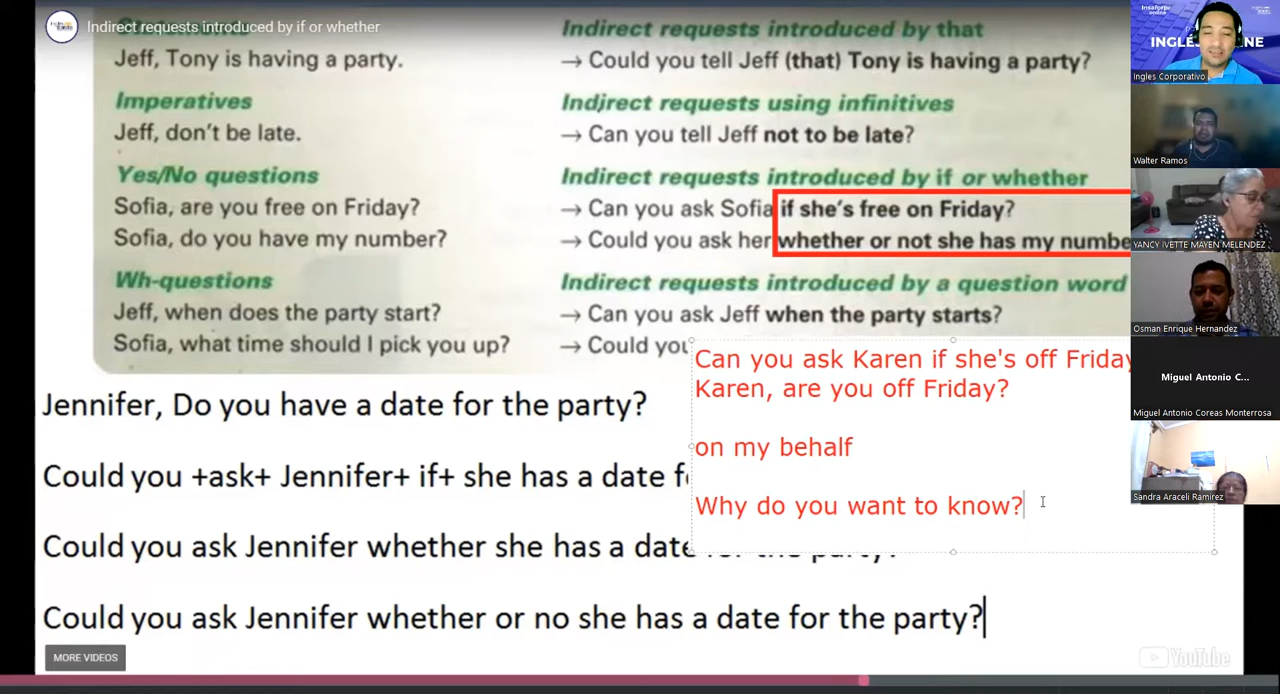 Indirect requests introduced by if or whether
Indirect requests introduced by that
Jeff, Tony is having a party.
→ Could you tell Jeff (that) Tony is having a party?
Imperatives
Indirect requests using infinitives
Jeff, don't be late.
→ Can you tell Jeff not to be late?
Yes/No questions
Indirect requests introduced by if or whether
Sofia, are you free on Friday?
→ Can you ask Sofia if she's free on Friday?
Sofia, do you have my number?
→ Could you ask her whether or not she has my numbe
Wh-questions
Indirect requests introduced by a question word
Jeff, when does the party start?
→ Can you ask Jeff when the party starts?
Sofia, what time should I pick you up?
→ Could you
Can you ask Karen if she's off Friday
Karen, are you off Friday?
on my behalf
Why do you want to know?
Jennifer, Do you have a date for the party?
Could you +ask+ Jennifer+ if+ she has a date f
Could you ask Jennifer whether she has a date for the party?
Could you ask Jennifer whether or no she has a date for the party?
MORE VIDEOS
YouTube
Insaforp
online
INGLÉS
NE
Ingles Corporativo
Walter Ramos
YANCY IVETTE MAYEN MELENDEZ
Osman Enrique Hernandez
Miguel Antonio C...
Miguel Antonio Coreas Monterrosa
Sandra Araceli Ramirez